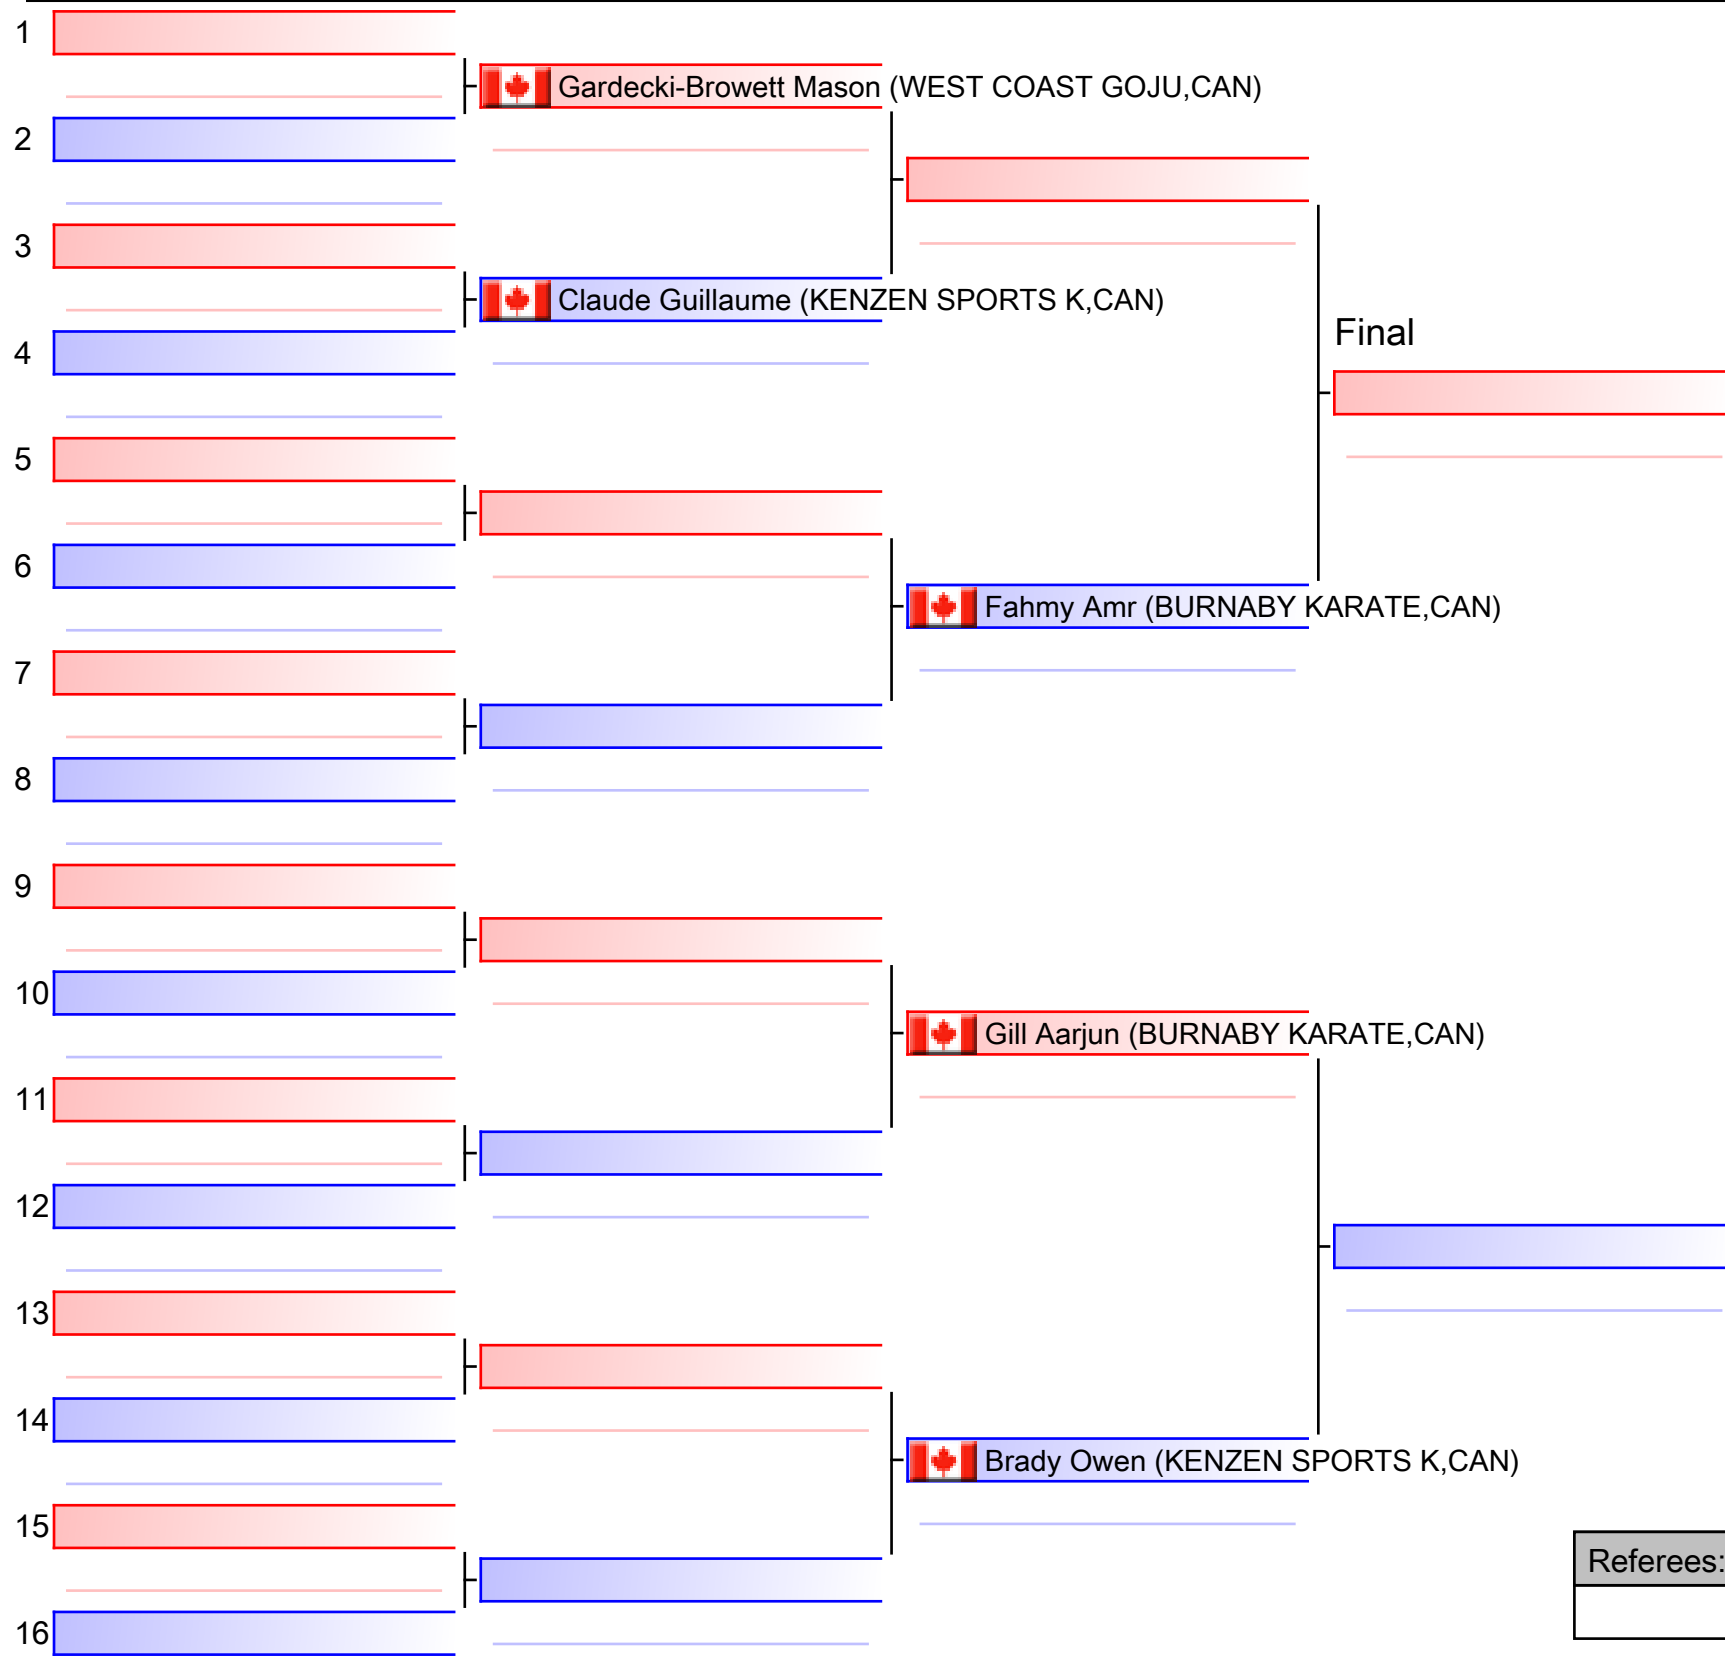 1
Gardecki-Browett Mason (WEST COAST GOJU,CAN)
2
3
Claude Guillaume (KENZEN SPORTS K,CAN)
4
Final
5
6
Fahmy Amr (BURNABY KARATE,CAN)
7
8
9
10
Gill Aarjun (BURNABY KARATE,CAN)
11
12
13
14
Brady Owen (KENZEN SPORTS K,CAN)
15
Referees:
16